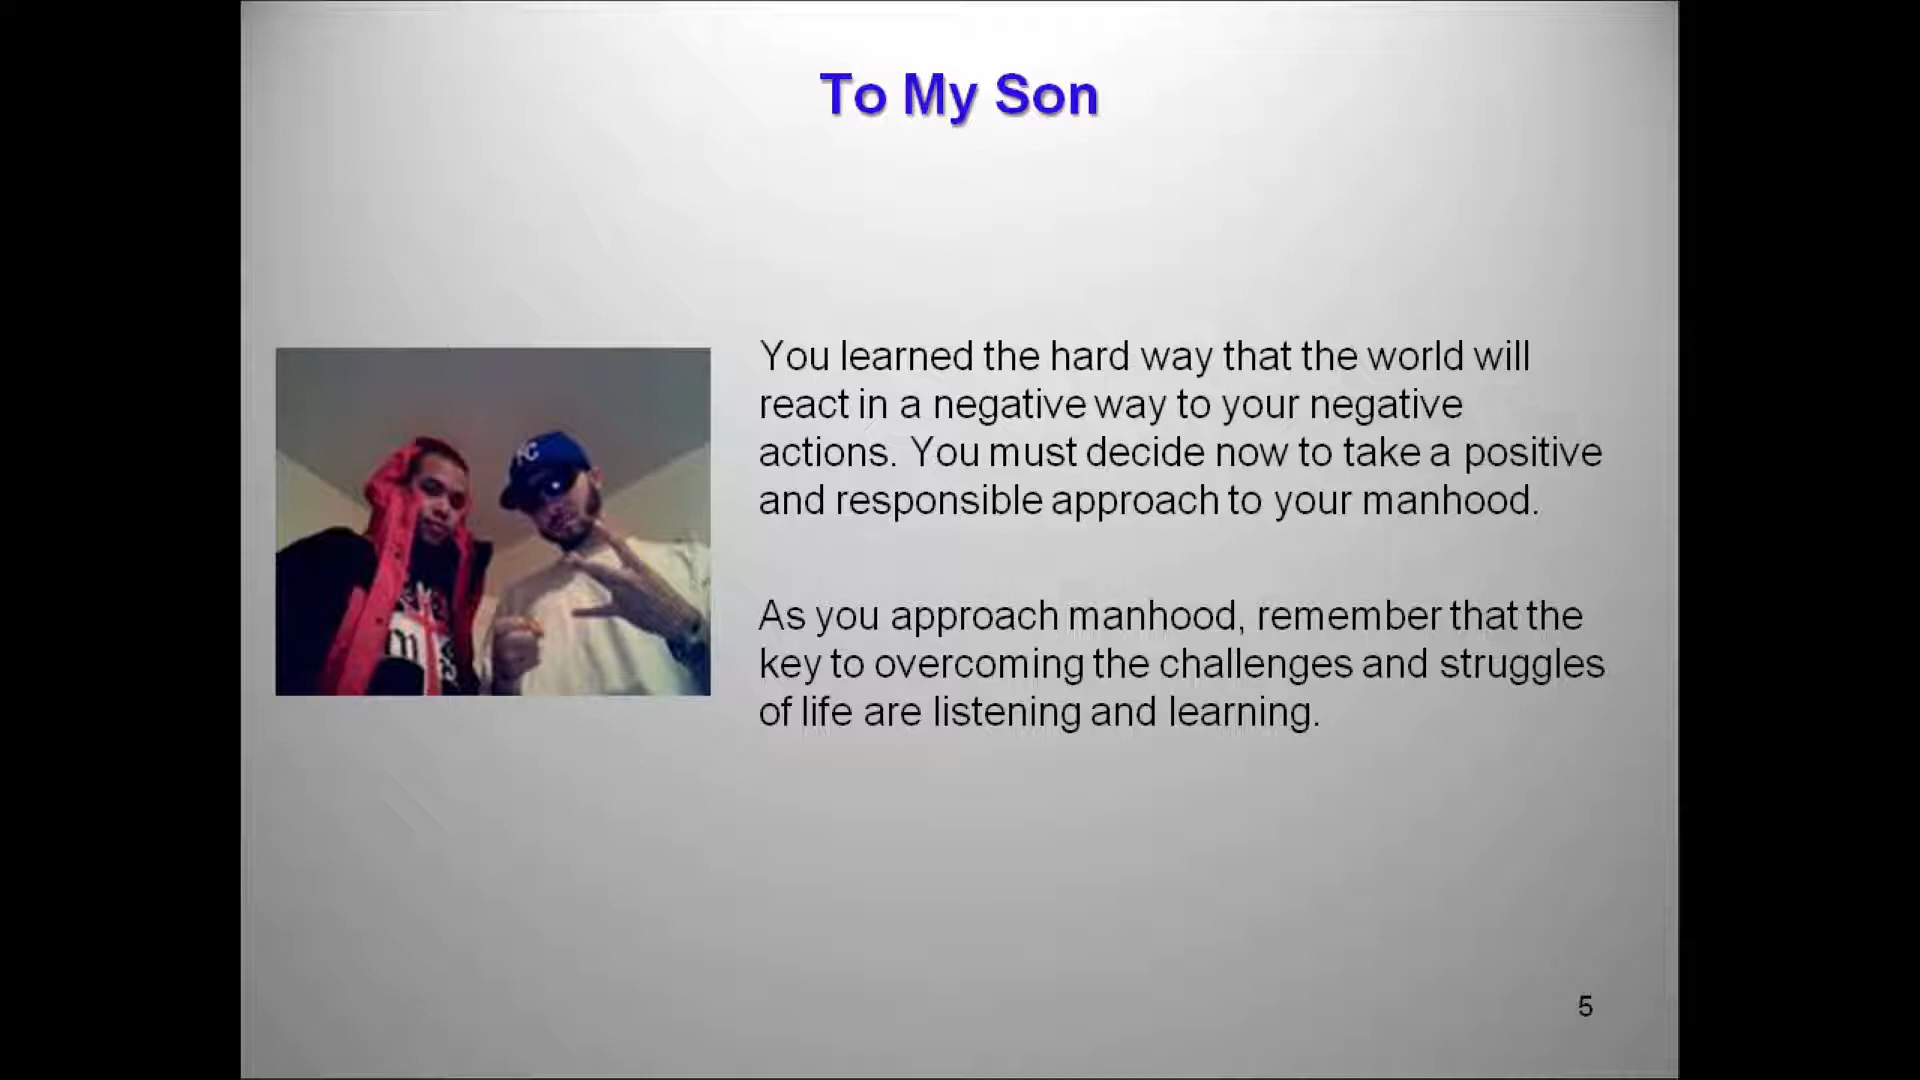 To My Son
You learned the hard way that the world will
react in a negative way to your negative
actions. You must decide now to take a positive
and responsible approach to your manhood.
As you approach manhood, remember that the
key to overcoming the challenges and struggles
of life are listening and learning.
KC
5